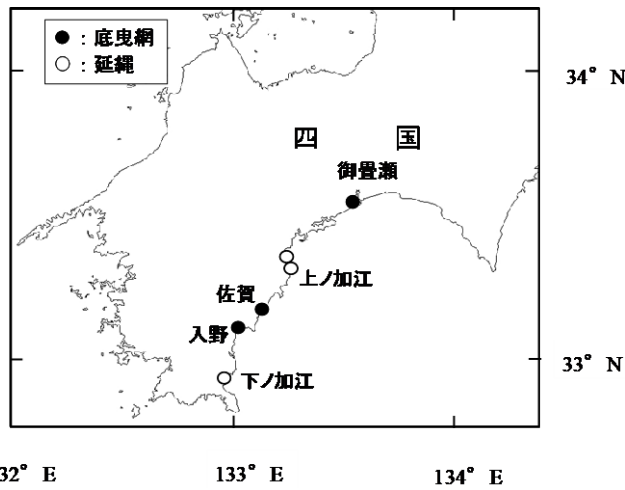 ●：底曳網
○：延縄
34° N
四国
御畳瀬
上ノ加江
佐賀
入野
33° N
下ノ加江
132° E
133° E
134° E